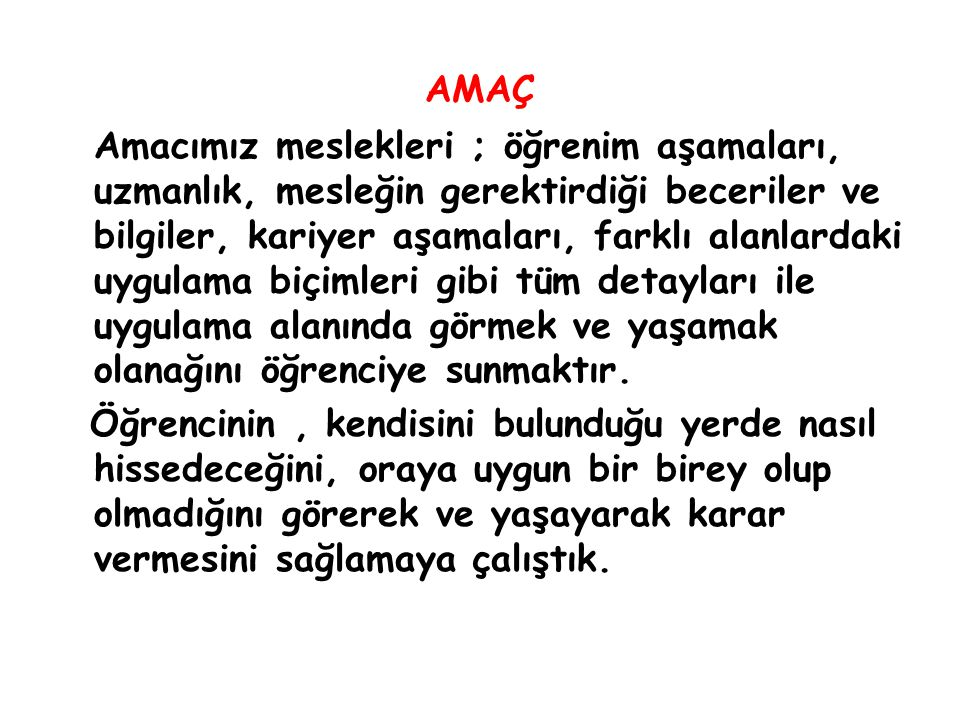 AMAÇ
Amacımız meslekleri ; öğrenim aşamaları,
uzmanlık, mesleğin gerektirdiği beceriler ve
bilgiler, kariyer aşamaları, farklı alanlardaki
uygulama biçimleri gibi tüm detayları ile
uygulama alanında görmek ve yaşamak
olanağını öğrenciye sunmaktır.
Öğrencinin , kendisini bulunduğu yerde nasıl
hissedeceğini, oraya uygun bir birey olup
olmadığını görerek ve yaşayarak karar
vermesini sağlamaya çalıştık.